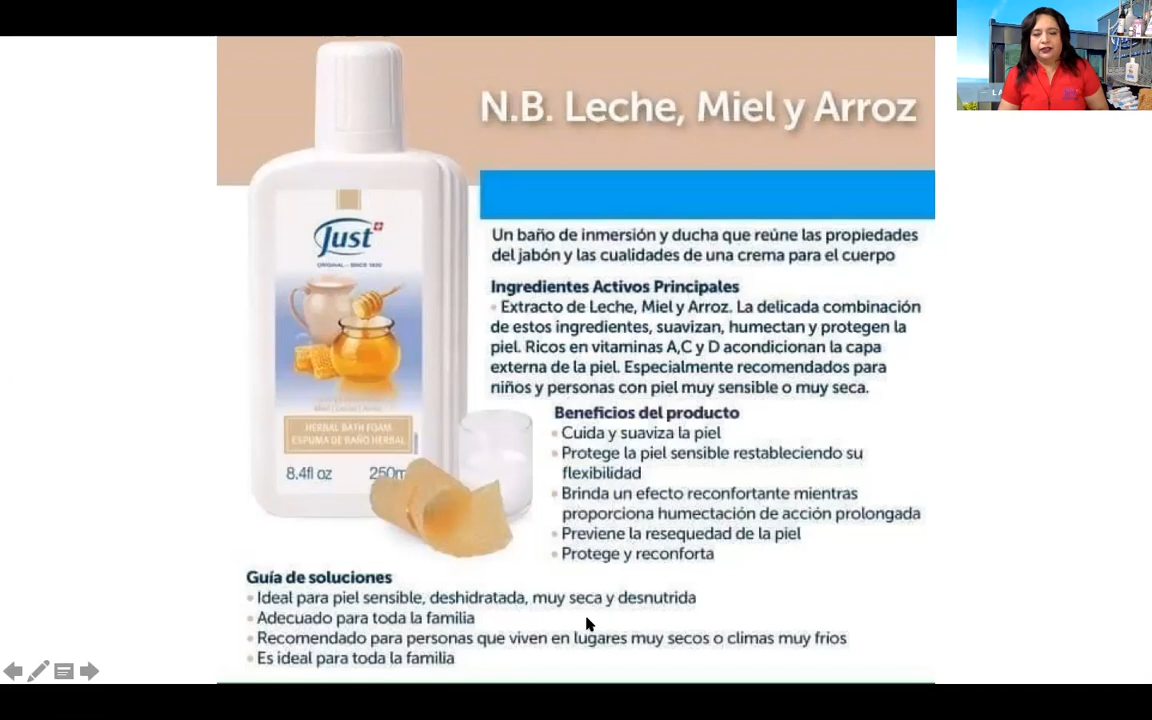 N.B. Leche, Miel y Arroz
Just
ORIGINAL - SINCE 1930
HERBAL BATH FOAM
ESPUMA DE BAÑO HERBAL
8.4fl oz 250m
Un baño de inmersión y ducha que reúne las propiedades
del jabón y las cualidades de una crema para el cuerpo
Ingredientes Activos Principales
Extracto de Leche, Miel y Arroz. La delicada combinación
de estos ingredientes, suavizan, humectan y protegen la
piel. Ricos en vitaminas A,C y D acondicionan la capa
externa de la piel. Especialmente recomendados para
niños y personas con piel muy sensible o muy seca.
Beneficios del producto
Cuida y suaviza la piel
Protege la piel sensible restableciendo su
flexibilidad
Brinda un efecto reconfortante mientras
proporciona humectación de acción prolongada
Previene la resequedad de la piel
Protege y reconforta
Guía de soluciones
Ideal para piel sensible, deshidratada, muy seca y desnutrida
Adecuado para toda la familia
Recomendado para personas que viven en lugares muy secos o climas muy fríos
Es ideal para toda la familia